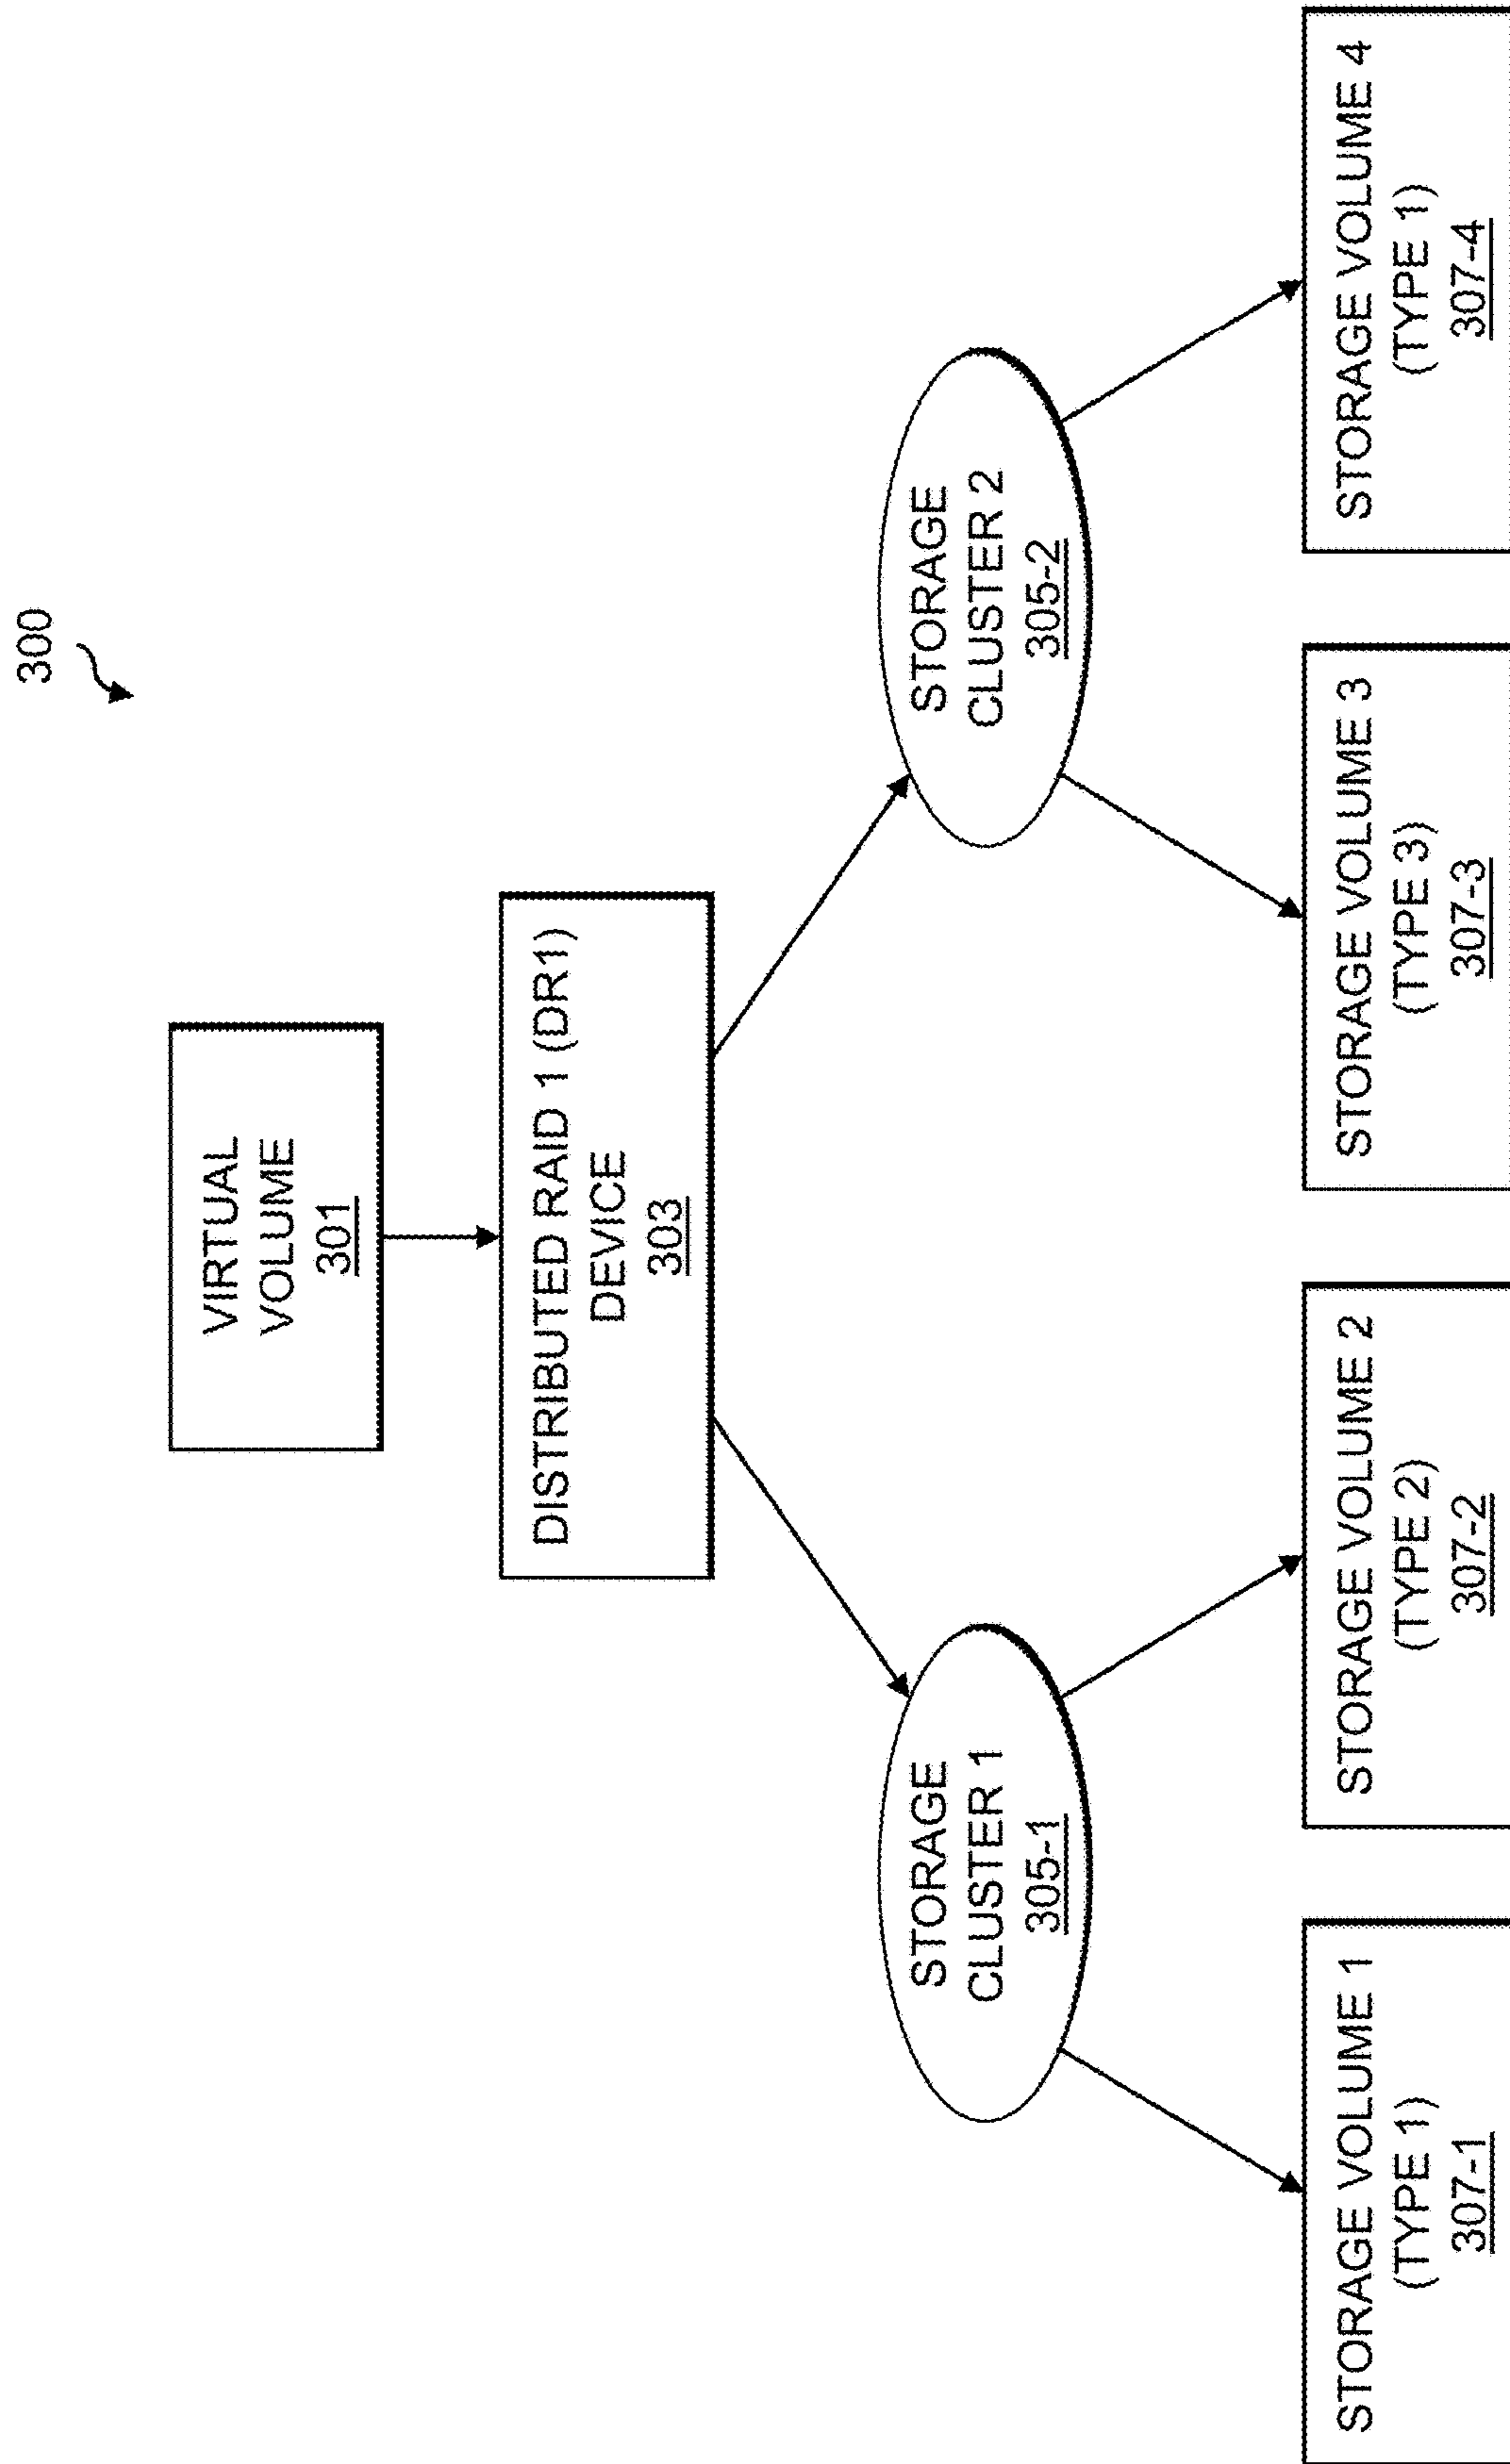 300
VIRTUAL
VOLUME
301
DISTRIBUTED RAID 1 (DR1)
DEVICE
303
STORAGE
CLUSTER 1
305-1
STORAGE
CLUSTER 2
305-2
STORAGE VOLUME 1
(TYPE 1)
307-1
STORAGE VOLUME 2
(TYPE 2)
307-2
STORAGE VOLUME 3
(TYPE 3)
307-3
STORAGE VOLUME 4
(TYPE 1)
307-4